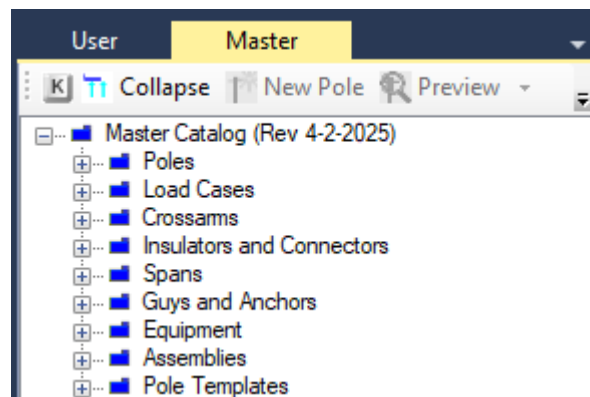 User Master
K Collapse New Pole Preview
Master Catalog (Rev 4-2-2025)
Poles
Load Cases
Crossarms
Insulators and Connectors
Spans
Guys and Anchors
Equipment
Assemblies
Pole Templates